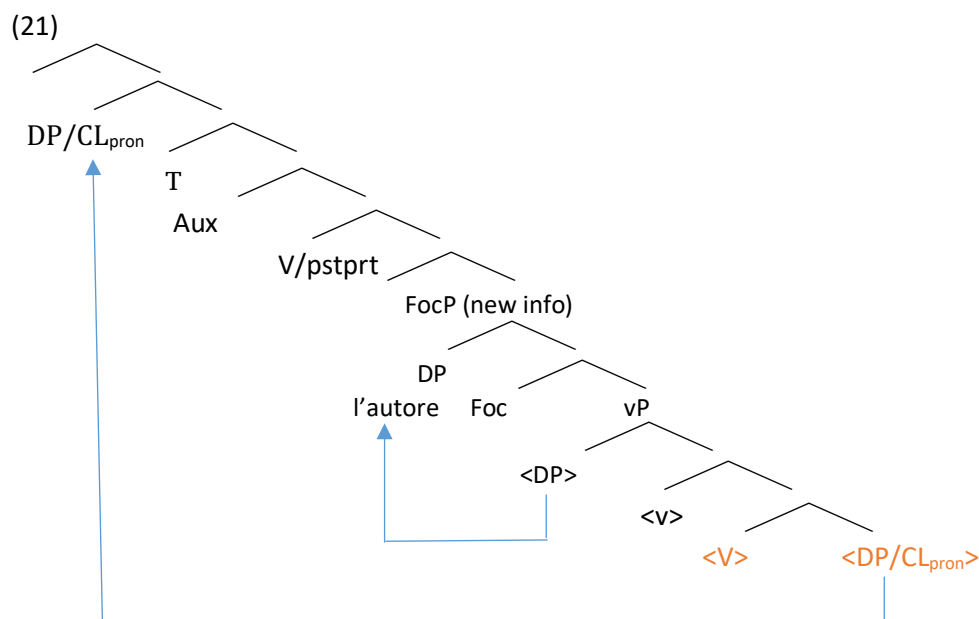 (21)
DP/CLpron
T
Aux
V/pstprt
FocP (new info)
DP
l’autore Foc vP
<DP>
<v>
<V> <DP/CLpron>